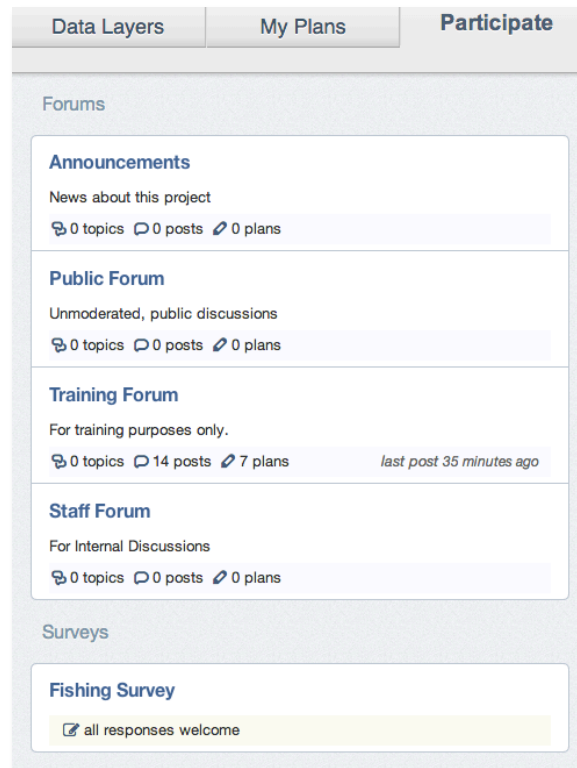 Data Layers My Plans Participate
Forums
Announcements
News about this project
0 topics 0 posts 0 plans
Public Forum
Unmoderated, public discussions
0 topics 0 posts 0 plans
Training Forum
For training purposes only.
0 topics 14 posts 7 plans last post 35 minutes ago
Staff Forum
For Internal Discussions
0 topics 0 posts 0 plans
Surveys
Fishing Survey
all responses welcome